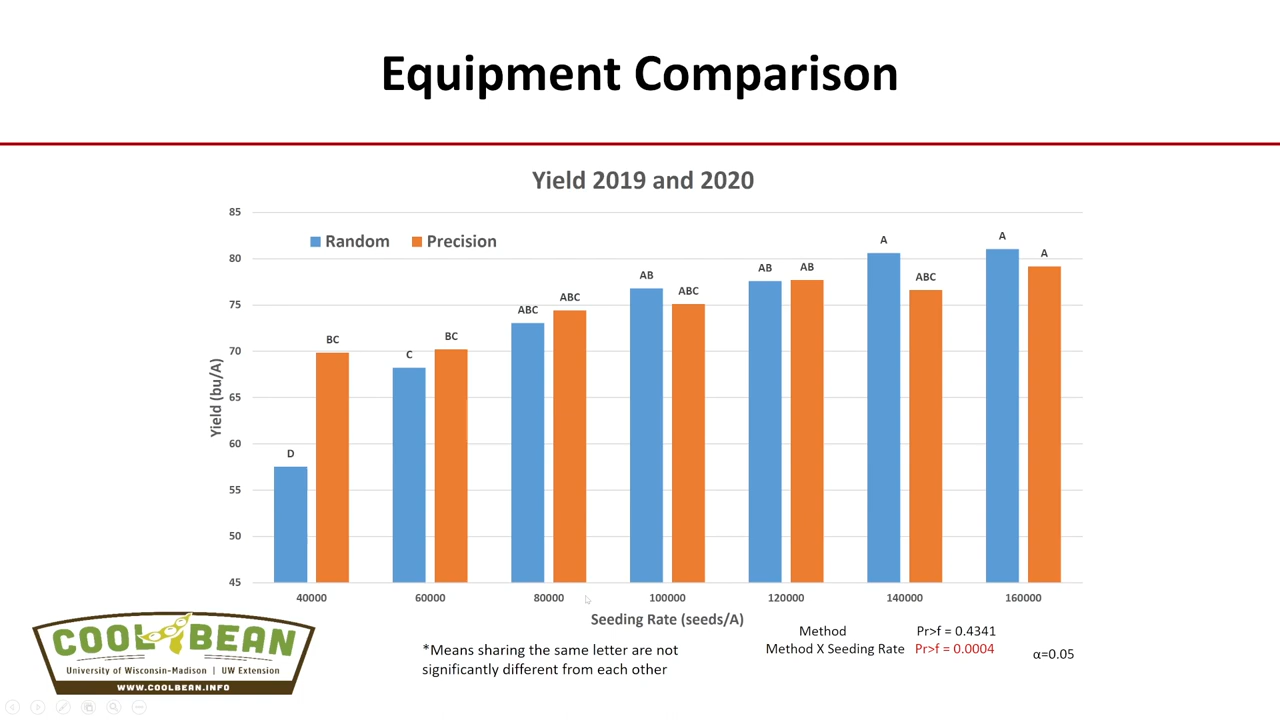 Equipment Comparison
Yield 2019 and 2020
Random Precision
Yield (bu/A)
85
80
75
70
65
60
55
50
45
D BC
C BC
ABC ABC
AB ABC
AB AB
A ABC
A A
40000 60000 80000 100000 120000 140000 160000
Seeding Rate (seeds/A)
*Means sharing the same letter are not
significantly different from each other
Method Pr>f = 0.4341
Method X Seeding Rate Pr>f = 0.0004
α=0.05
COOL BEAN
University of Wisconsin-Madison | UW Extension
WWW.COOLBEAN.INFO